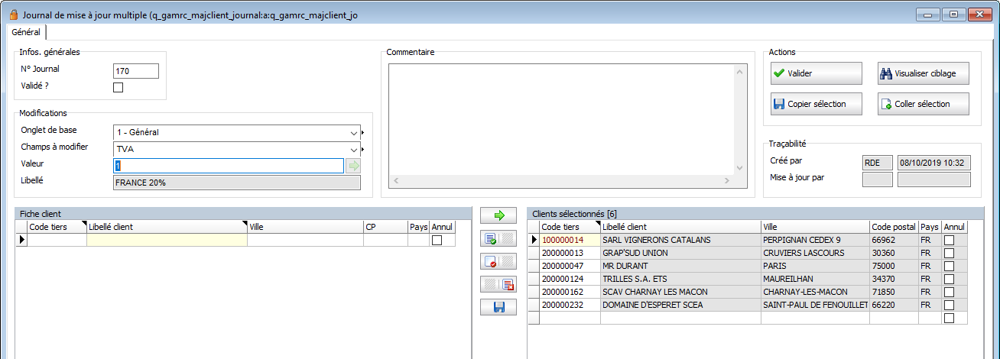 Journal de mise à jour multiple (q_gamrc_majclient_journal:a:q_gamrc_majclient_jo
Général
Infos. générales
N° Journal 170
Validé ?
Modifications
Onglet de base 1 - Général
Champs à modifier TVA
Valeur 1
Libellé FRANCE 20%
Commentaire
Actions
Valider Visualiser ciblage
Copier sélection Coller sélection
Traçabilité
Créé par RDE 08/10/2019 10:32
Mise à jour par
Fiche client
Code tiers Libellé client Ville CP Pays Annul
Clients sélectionnés [6]
Code tiers Libellé client Ville Code postal Pays Annul
100000014 SARL VIGNERONS CATALANS PERPIGNAN CEDEX 9 66962 FR
200000013 GRAP'SUD UNION CRUVIERS LASCOURS 30360 FR
200000047 MR DURANT PARIS 75000 FR
200000124 TRILLES S.A. ETS MAUREILHAN 34370 FR
200000162 SCAV CHARNAY LES MACON CHARNAY-LES-MACON 71850 FR
200000232 DOMAINE D'ESPERET SCEA SAINT-PAUL DE FENOUILLET 66220 FR